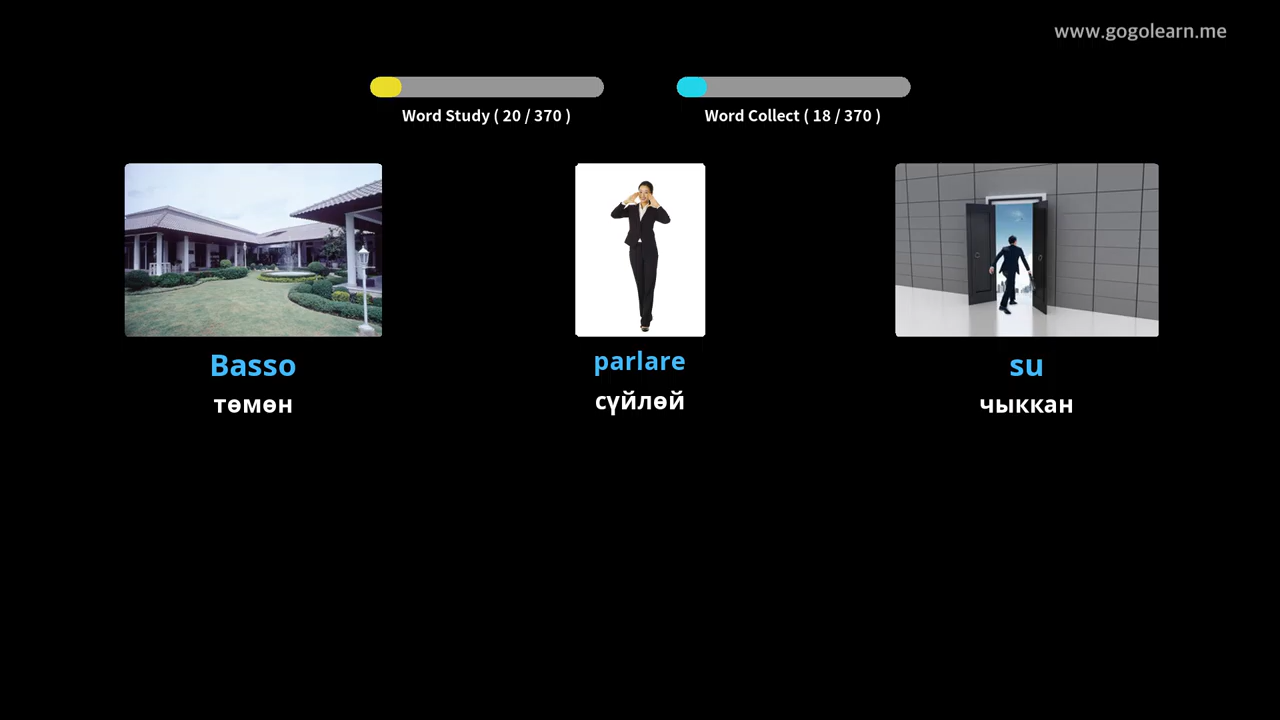 www.gogolearn.me
Word Study ( 20 / 370 )
Word Collect ( 18 / 370 )
Basso
төмөн
parlare
сүйлөй
su
чыккан